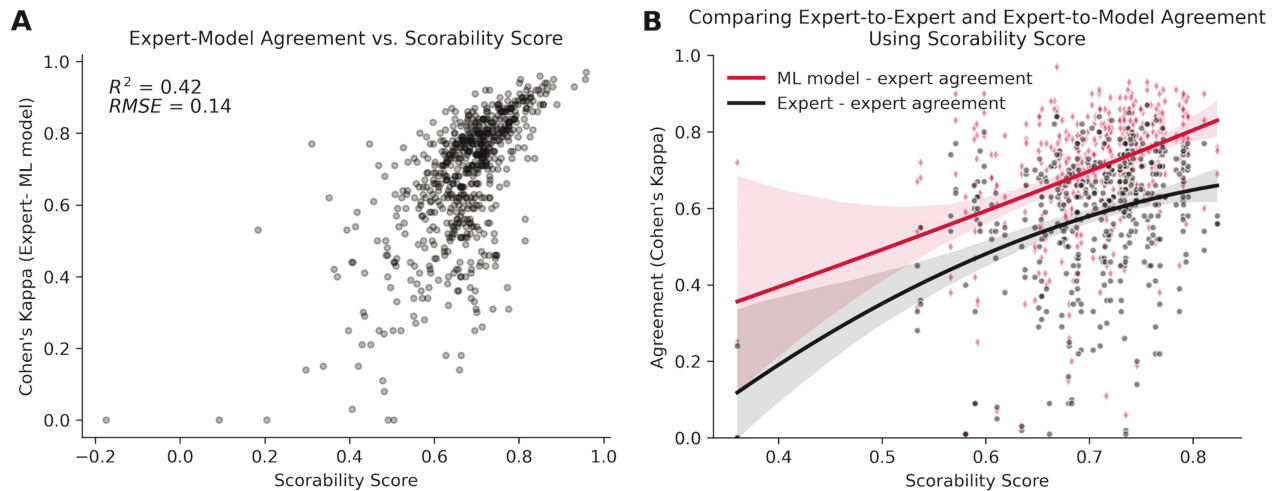 A
Expert-Model Agreement vs. Scorability Score
R² = 0.42
RMSE = 0.14
Cohen's Kappa (Expert- ML model)
1.0
0.8
0.6
0.4
0.2
0.0
−0.2 0.0 0.2 0.4 0.6 0.8 1.0
Scorability Score
B
Comparing Expert-to-Expert and Expert-to-Model Agreement
Using Scorability Score
ML model - expert agreement
Expert - expert agreement
Agreement (Cohen's Kappa)
1.0
0.8
0.6
0.4
0.2
0.0
0.4 0.5 0.6 0.7 0.8
Scorability Score